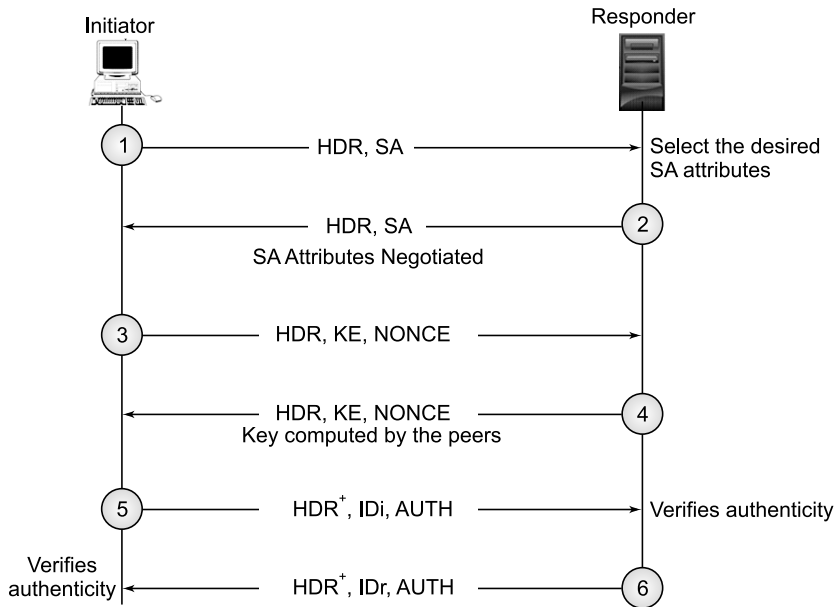 Initiator
Responder
1
HDR, SA
Select the desired
SA attributes
HDR, SA
2
SA Attributes Negotiated
3
HDR, KE, NONCE
HDR, KE, NONCE
4
Key computed by the peers
5
HDR⁺, IDi, AUTH
Verifies authenticity
Verifies
authenticity
HDR⁺, IDr, AUTH
6